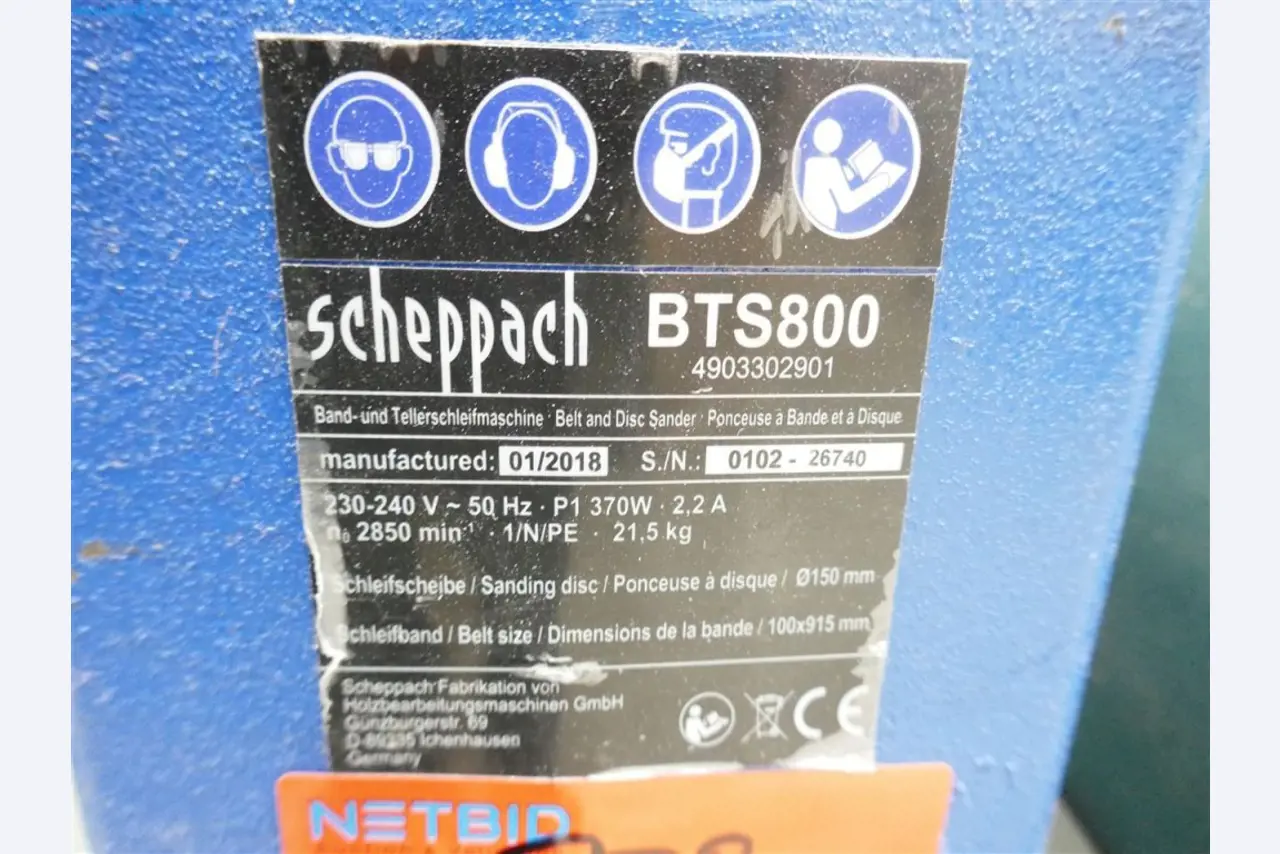 scheppach
BTS800
4903302901
Band- und Tellerschleifmaschine · Belt and Disc Sander · Ponceuse à Bande et à Disque
manufactured: 01/2018 S./N.: 0102 - 26740
230-240 V ~ 50 Hz · P1 370W · 2,2 A
n₀ 2850 min⁻¹ · 1/N/PE · 21,5 kg
Schleifscheibe / Sanding disc / Ponceuse à disque / Ø150 mm
Schleifband / Belt size / Dimensions de la bande / 100x915 mm
Scheppach Fabrikation von
Holzbearbeitungsmaschinen GmbH
Günzburgerstr. 69
D-89335 Ichenhausen
Germany
CE
NETBID